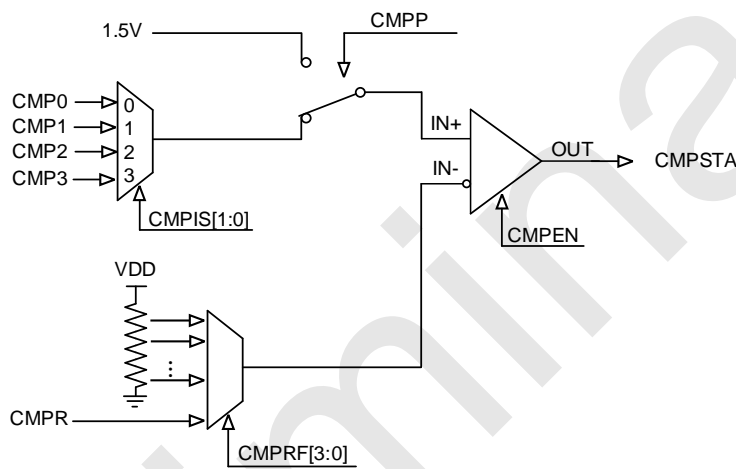 1.5V
CMPP
CMP0
CMP1
CMP2
CMP3
0
1
2
3
CMPIS[1:0]
IN+
IN-
OUT
CMPSTA
CMPEN
VDD
CMPR
CMPRF[3:0]